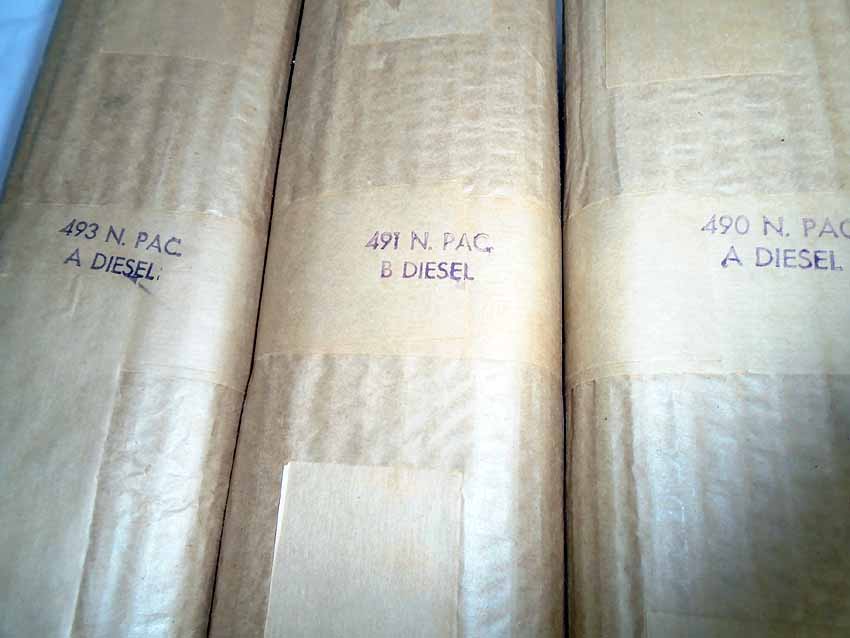 493 N. PAC.
A DIESEL
491 N. PAC.
B DIESEL
490 N. PAC
A DIESEL